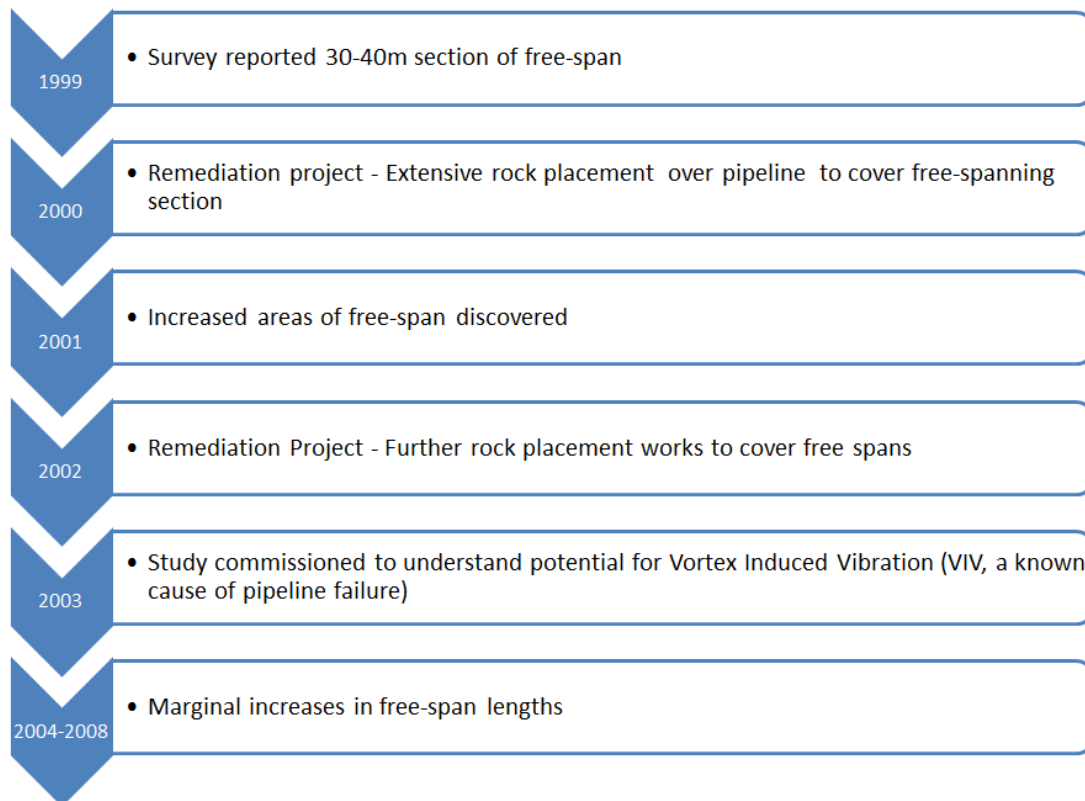 1999
• Survey reported 30-40m section of free-span
2000
• Remediation project - Extensive rock placement over pipeline to cover free-spanning
section
2001
• Increased areas of free-span discovered
2002
• Remediation Project - Further rock placement works to cover free spans
2003
• Study commissioned to understand potential for Vortex Induced Vibration (VIV, a known
cause of pipeline failure)
2004-2008
• Marginal increases in free-span lengths